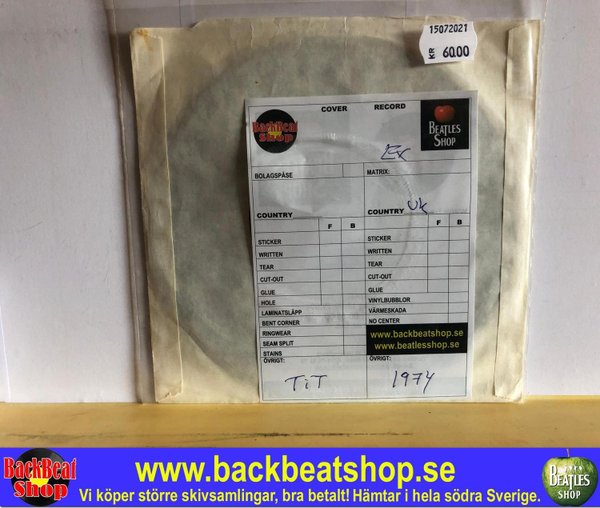 15072021
KR 60.00
COVER RECORD
BackBeat Shop
BEATLES SHOP
Ex
BOLAGSPÅSE MATRIX:
COUNTRY COUNTRY UK
F B F B
STICKER STICKER
WRITTEN WRITTEN
TEAR TEAR
CUT-OUT CUT-OUT
GLUE GLUE
HOLE VINYLBUBBLOR
LAMINATSLÄPP VÄRMESKADA
BENT CORNER NO CENTER
RINGWEAR
SEAM SPLIT
STAINS
www.backbeatshop.se
www.beatlesshop.se
ÖVRIGT: ÖVRIGT:
TiT 1974
BackBeat Shop
www.backbeatshop.se
Vi köper större skivsamlingar, bra betalt! Hämtar i hela södra Sverige.
BEATLES SHOP